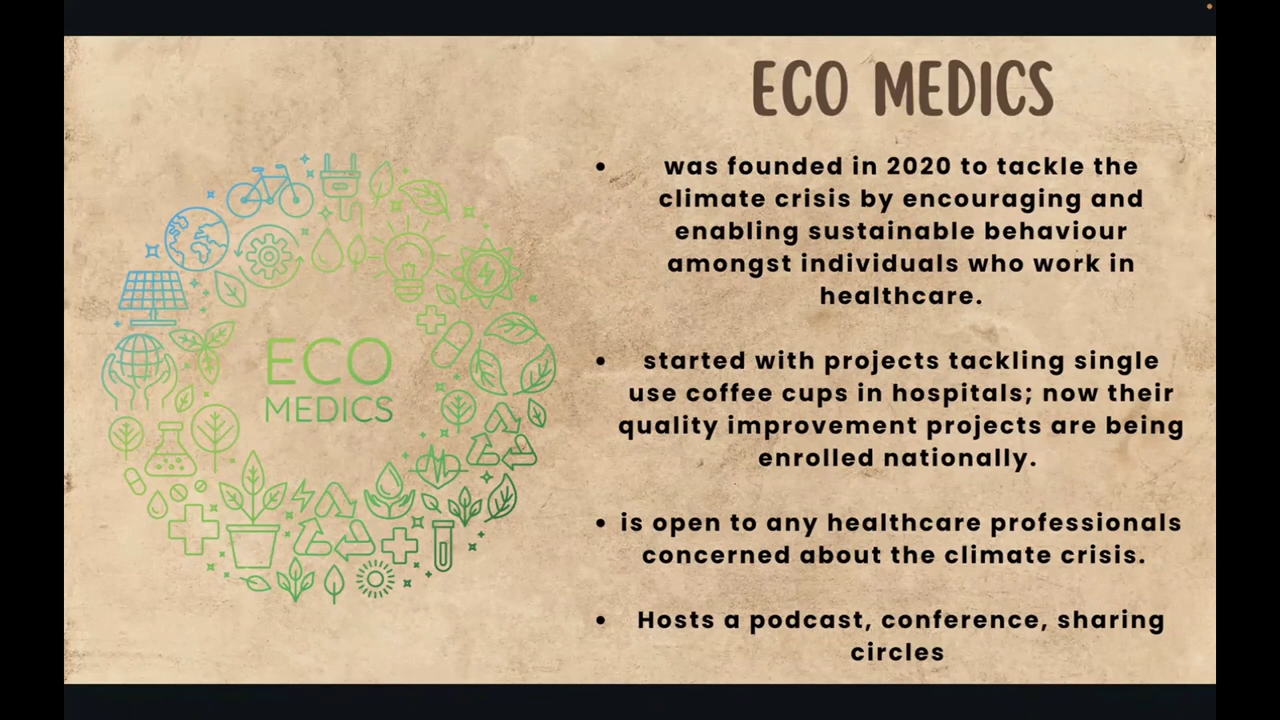 ECO MEDICS
ECO
MEDICS
• was founded in 2020 to tackle the
climate crisis by encouraging and
enabling sustainable behaviour
amongst individuals who work in
healthcare.
• started with projects tackling single
use coffee cups in hospitals; now their
quality improvement projects are being
enrolled nationally.
• is open to any healthcare professionals
concerned about the climate crisis.
• Hosts a podcast, conference, sharing
circles